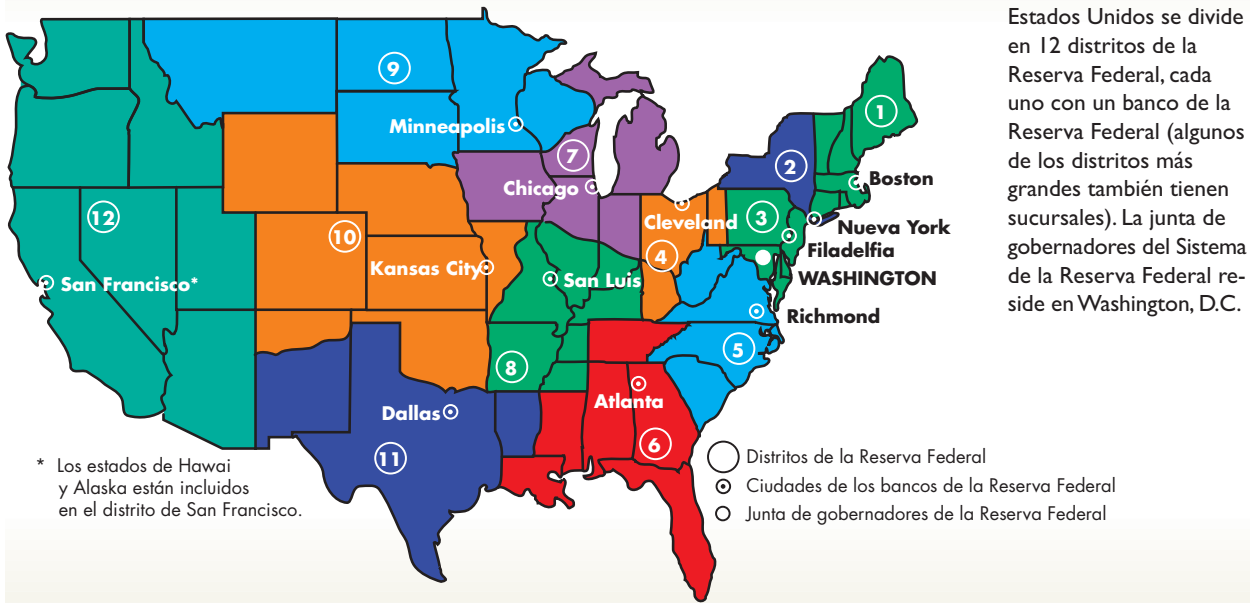 Estados Unidos se divide
en 12 distritos de la
Reserva Federal, cada
uno con un banco de la
Reserva Federal (algunos
de los distritos más
grandes también tienen
sucursales). La junta de
gobernadores del Sistema
de la Reserva Federal re-
side en Washington, D.C.
9
1
Minneapolis
7
2
Chicago
Boston
12
3
Cleveland
Nueva York
10
Filadelfia
4
Kansas City
San Francisco*
San Luis
WASHINGTON
Richmond
5
8
Atlanta
Dallas
6
11
* Los estados de Hawai
y Alaska están incluidos
en el distrito de San Francisco.
Distritos de la Reserva Federal
Ciudades de los bancos de la Reserva Federal
Junta de gobernadores de la Reserva Federal